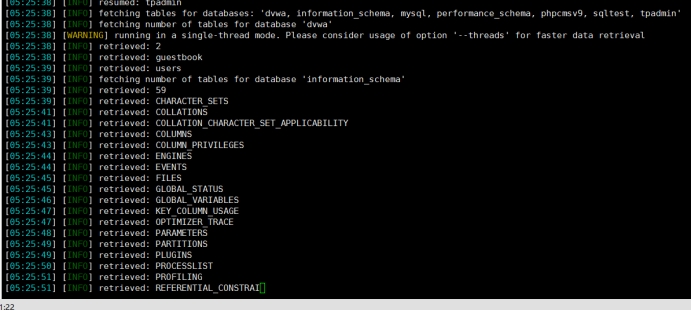 [05:25:38] [INFO] resumed: tpadmin
[05:25:38] [INFO] fetching tables for databases: 'dvwa, information_schema, mysql, performance_schema, phpcmsv9, sqltest, tpadmin'
[05:25:38] [INFO] fetching number of tables for database 'dvwa'
[05:25:38] [WARNING] running in a single-thread mode. Please consider usage of option '--threads' for faster data retrieval
[05:25:38] [INFO] retrieved: 2
[05:25:38] [INFO] retrieved: guestbook
[05:25:39] [INFO] retrieved: users
[05:25:39] [INFO] fetching number of tables for database 'information_schema'
[05:25:39] [INFO] retrieved: 59
[05:25:39] [INFO] retrieved: CHARACTER_SETS
[05:25:41] [INFO] retrieved: COLLATIONS
[05:25:41] [INFO] retrieved: COLLATION_CHARACTER_SET_APPLICABILITY
[05:25:43] [INFO] retrieved: COLUMNS
[05:25:43] [INFO] retrieved: COLUMN_PRIVILEGES
[05:25:44] [INFO] retrieved: ENGINES
[05:25:44] [INFO] retrieved: EVENTS
[05:25:45] [INFO] retrieved: FILES
[05:25:45] [INFO] retrieved: GLOBAL_STATUS
[05:25:46] [INFO] retrieved: GLOBAL_VARIABLES
[05:25:47] [INFO] retrieved: KEY_COLUMN_USAGE
[05:25:47] [INFO] retrieved: OPTIMIZER_TRACE
[05:25:48] [INFO] retrieved: PARAMETERS
[05:25:49] [INFO] retrieved: PARTITIONS
[05:25:49] [INFO] retrieved: PLUGINS
[05:25:50] [INFO] retrieved: PROCESSLIST
[05:25:51] [INFO] retrieved: PROFILING
[05:25:51] [INFO] retrieved: REFERENTIAL_CONSTRAI
1:22